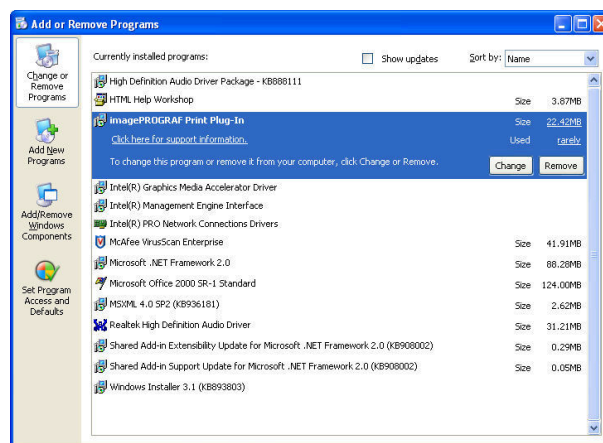 Add or Remove Programs
Change or
Remove
Programs
Add New
Programs
Add/Remove
Windows
Components
Set Program
Access and
Defaults
Currently installed programs:
Show updates
Sort by: Name
High Definition Audio Driver Package - KB888111
HTML Help Workshop Size 3.87MB
imagePROGRAF Print Plug-In Size 22.42MB
Click here for support information. Used rarely
To change this program or remove it from your computer, click Change or Remove. Change Remove
Intel(R) Graphics Media Accelerator Driver
Intel(R) Management Engine Interface
Intel(R) PRO Network Connections Drivers
McAfee VirusScan Enterprise Size 41.91MB
Microsoft .NET Framework 2.0 Size 88.28MB
Microsoft Office 2000 SR-1 Standard Size 124.00MB
MSXML 4.0 SP2 (KB936181) Size 2.62MB
Realtek High Definition Audio Driver Size 31.21MB
Shared Add-in Extensibility Update for Microsoft .NET Framework 2.0 (KB908002) Size 0.29MB
Shared Add-in Support Update for Microsoft .NET Framework 2.0 (KB908002) Size 0.05MB
Windows Installer 3.1 (KB893803)